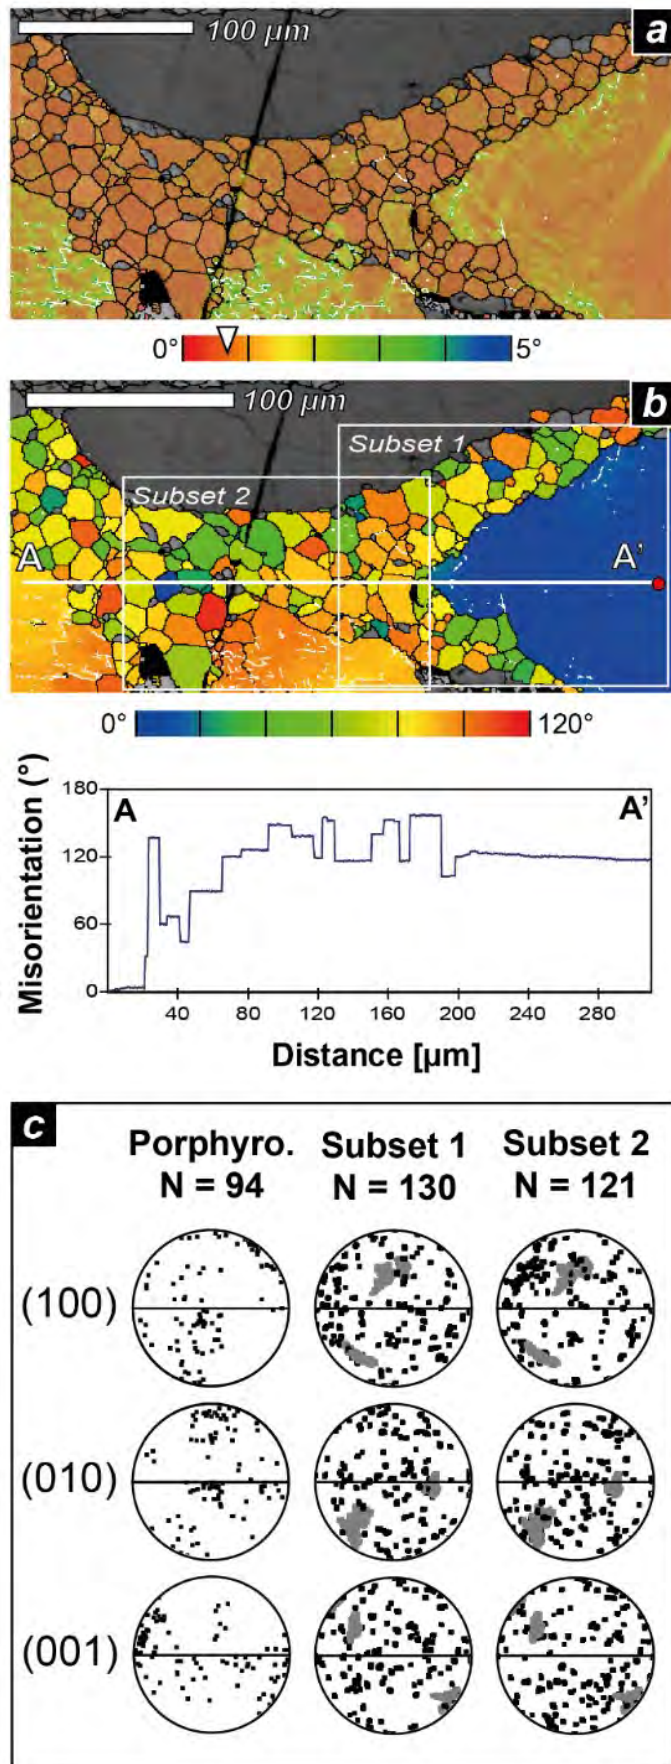 a
100 µm
0° 5°
b
100 µm
Subset 1
Subset 2
A A'
0° 120°
Misorientation (°)
180
120
60
0
A A'
40 80 120 160 200 240 280
Distance [µm]
c
Porphyro. Subset 1 Subset 2
N = 94 N = 130 N = 121
(100)
(010)
(001)